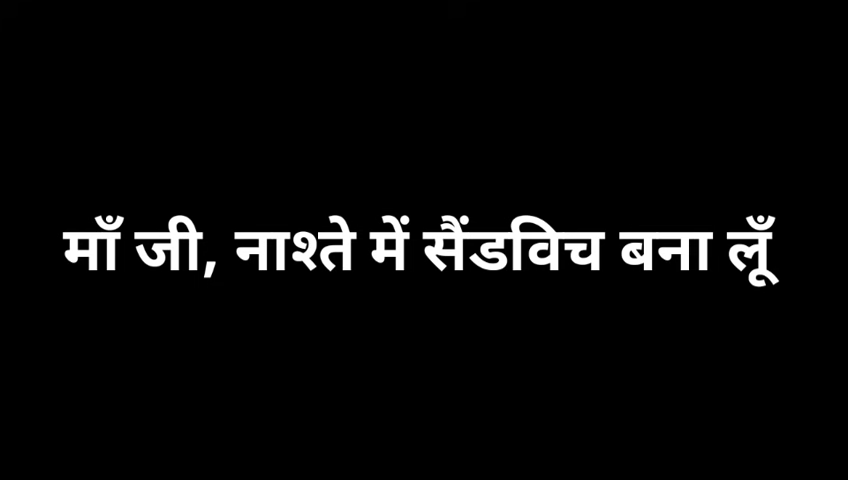 माँ जी, नाश्ते में सैंडविच बना लूँ